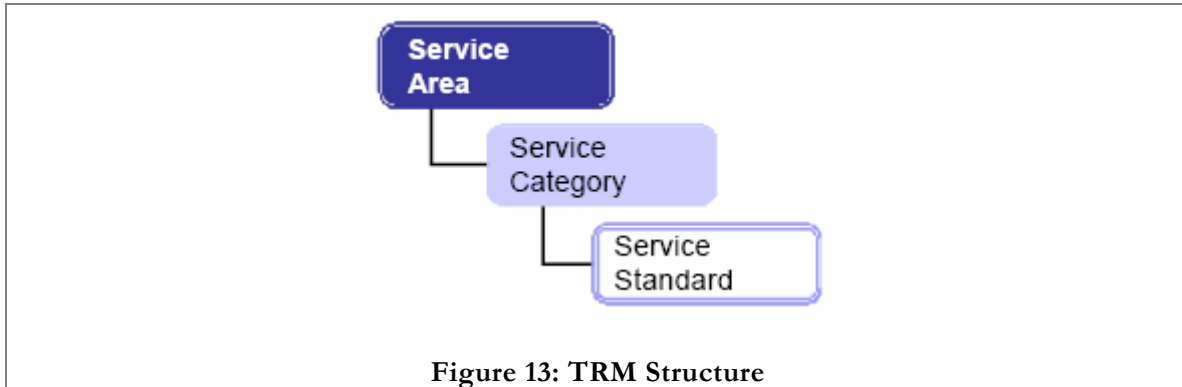 Service
Area
Service
Category
Service
Standard
Figure 13: TRM Structure